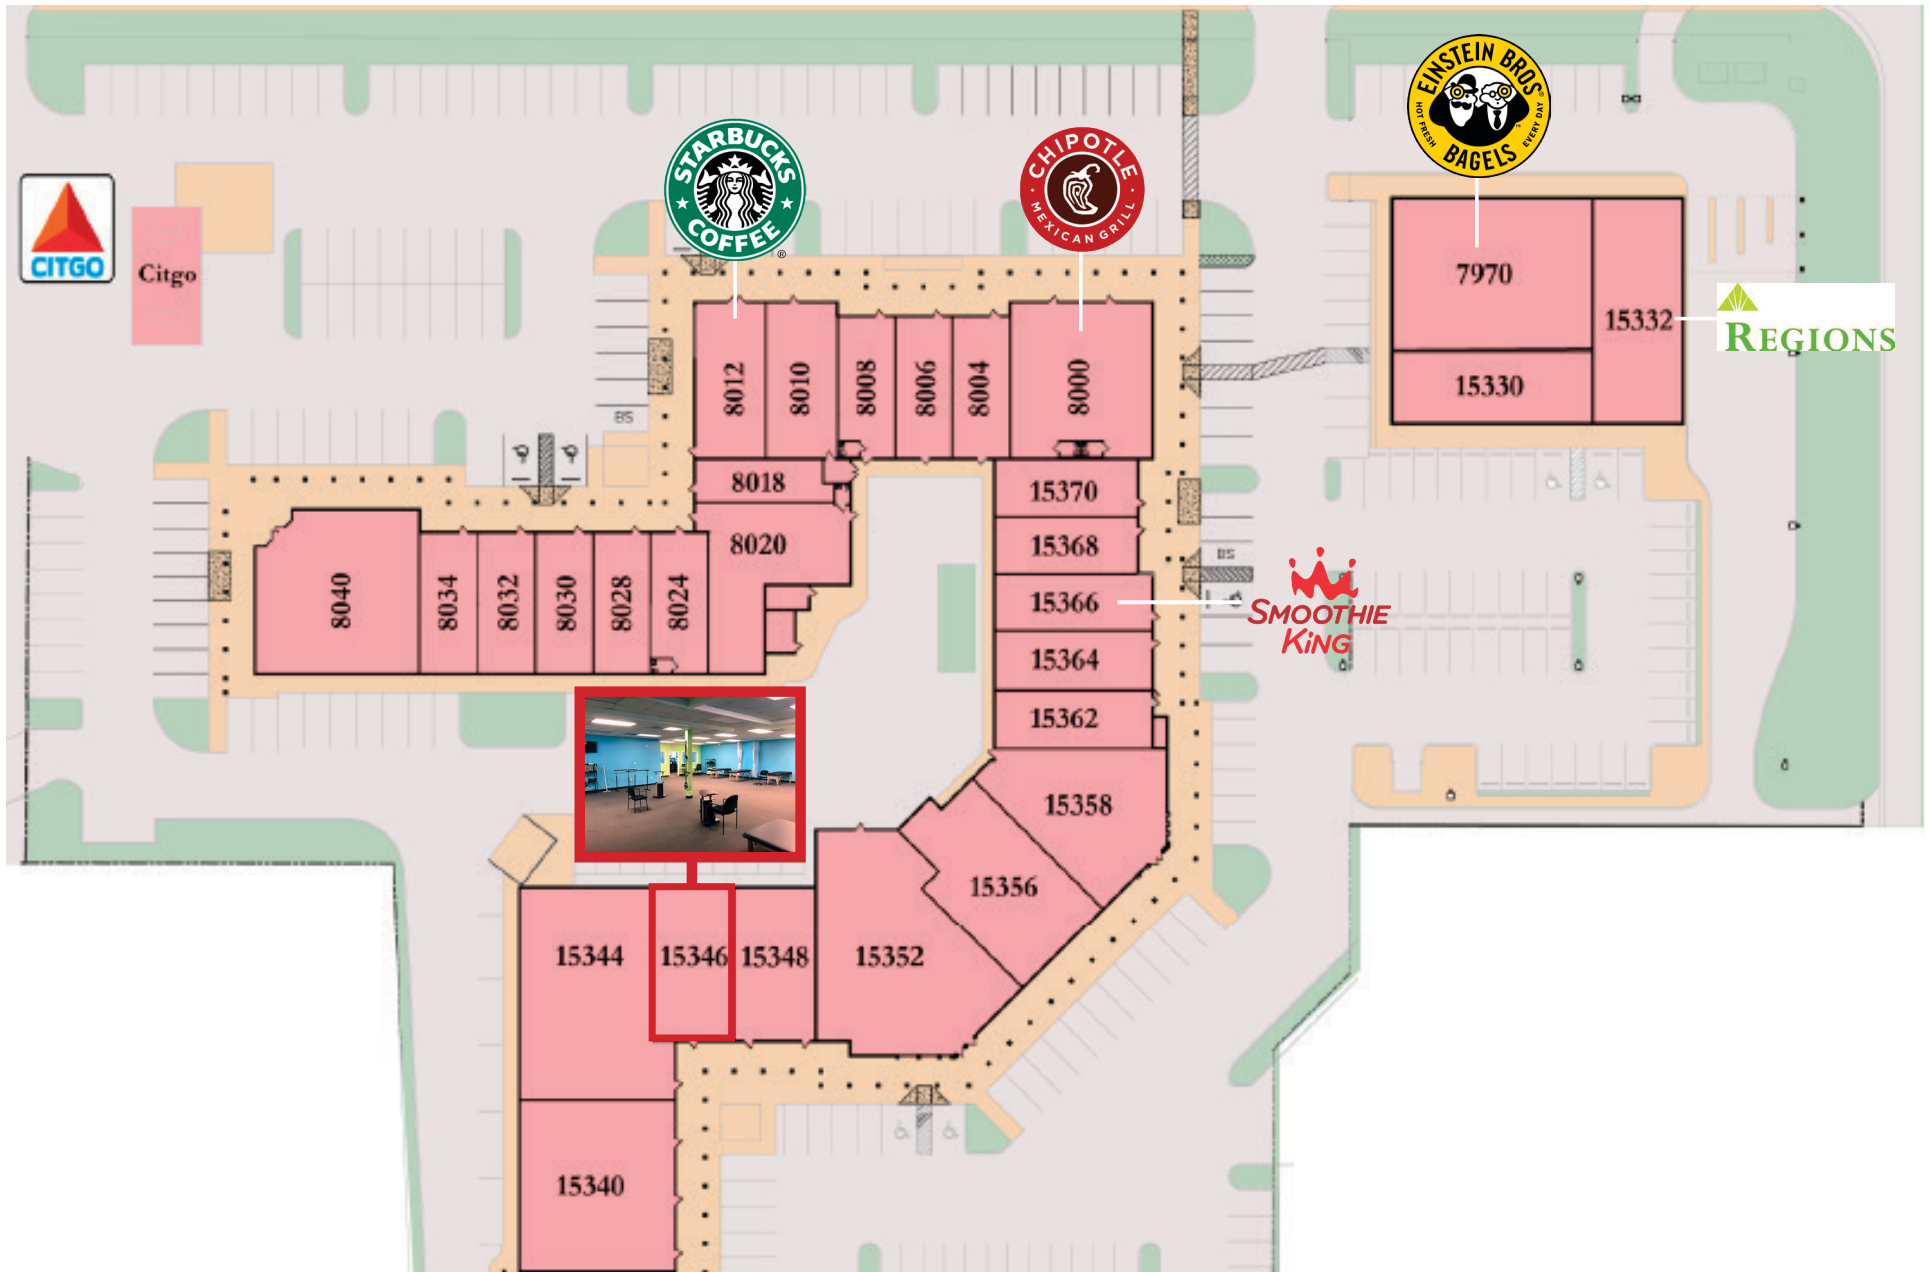 EINSTEIN BROS
®
HOT FRESH
EVERY DAY
BAGELS
STARBUCKS
COFFEE
®
CHIPOTLE
MEXICAN GRILL
CITGO
Citgo
7970
15332
REGIONS
15330
8012
8010
8008
8006
8004
8000
BS
8018
15370
8020
15368
BS
8040
8034
8032
8030
8028
8024
15366
SMOOTHIE
KiNG
15364
15362
15358
15356
15344
15346
15348
15352
15340